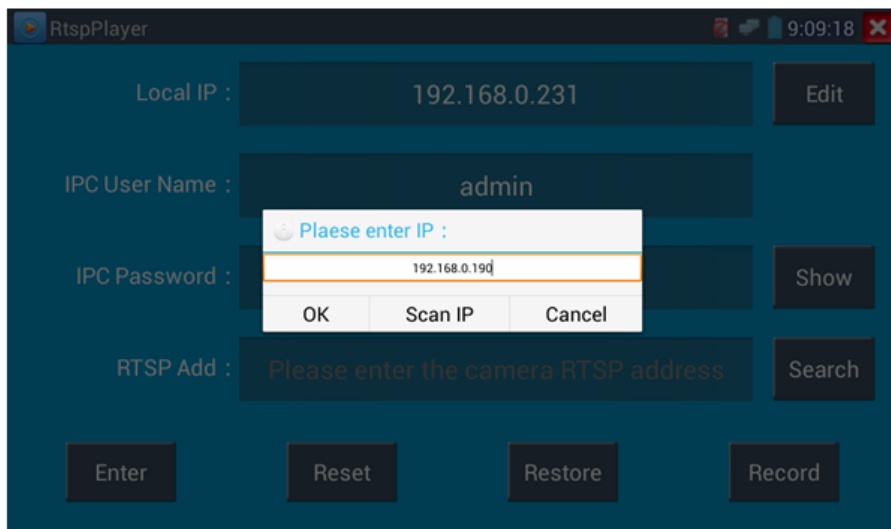 RtspPlayer 9:09:18
Local IP : 192.168.0.231 Edit
IPC User Name : admin
Plaese enter IP :
192.168.0.190
IPC Password : Show
OK Scan IP Cancel
RTSP Add : Please enter the camera RTSP address Search
Enter Reset Restore Record